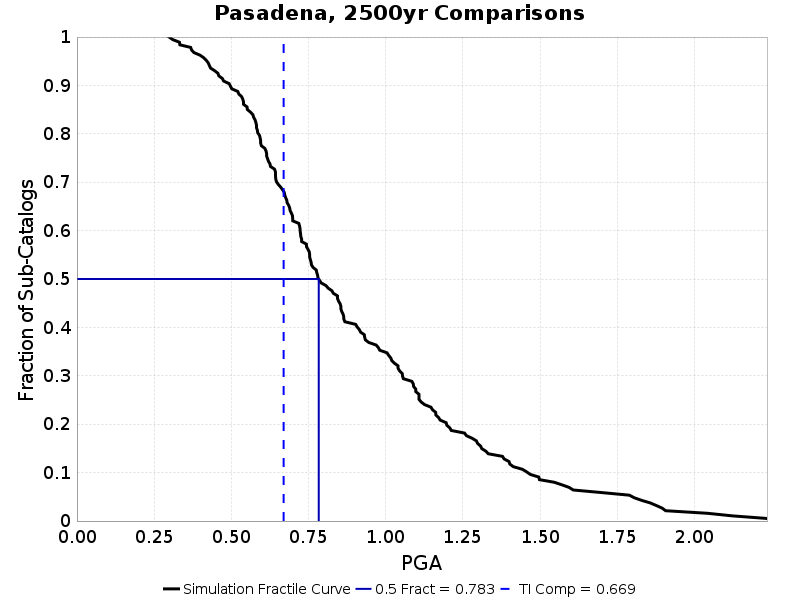 Pasadena, 2500yr Comparisons
Fraction of Sub-Catalogs
1
0.9
0.8
0.7
0.6
0.5
0.4
0.3
0.2
0.1
0
0.00 0.25 0.50 0.75 1.00 1.25 1.50 1.75 2.00
PGA
Simulation Fractile Curve 0.5 Fract = 0.783 TI Comp = 0.669